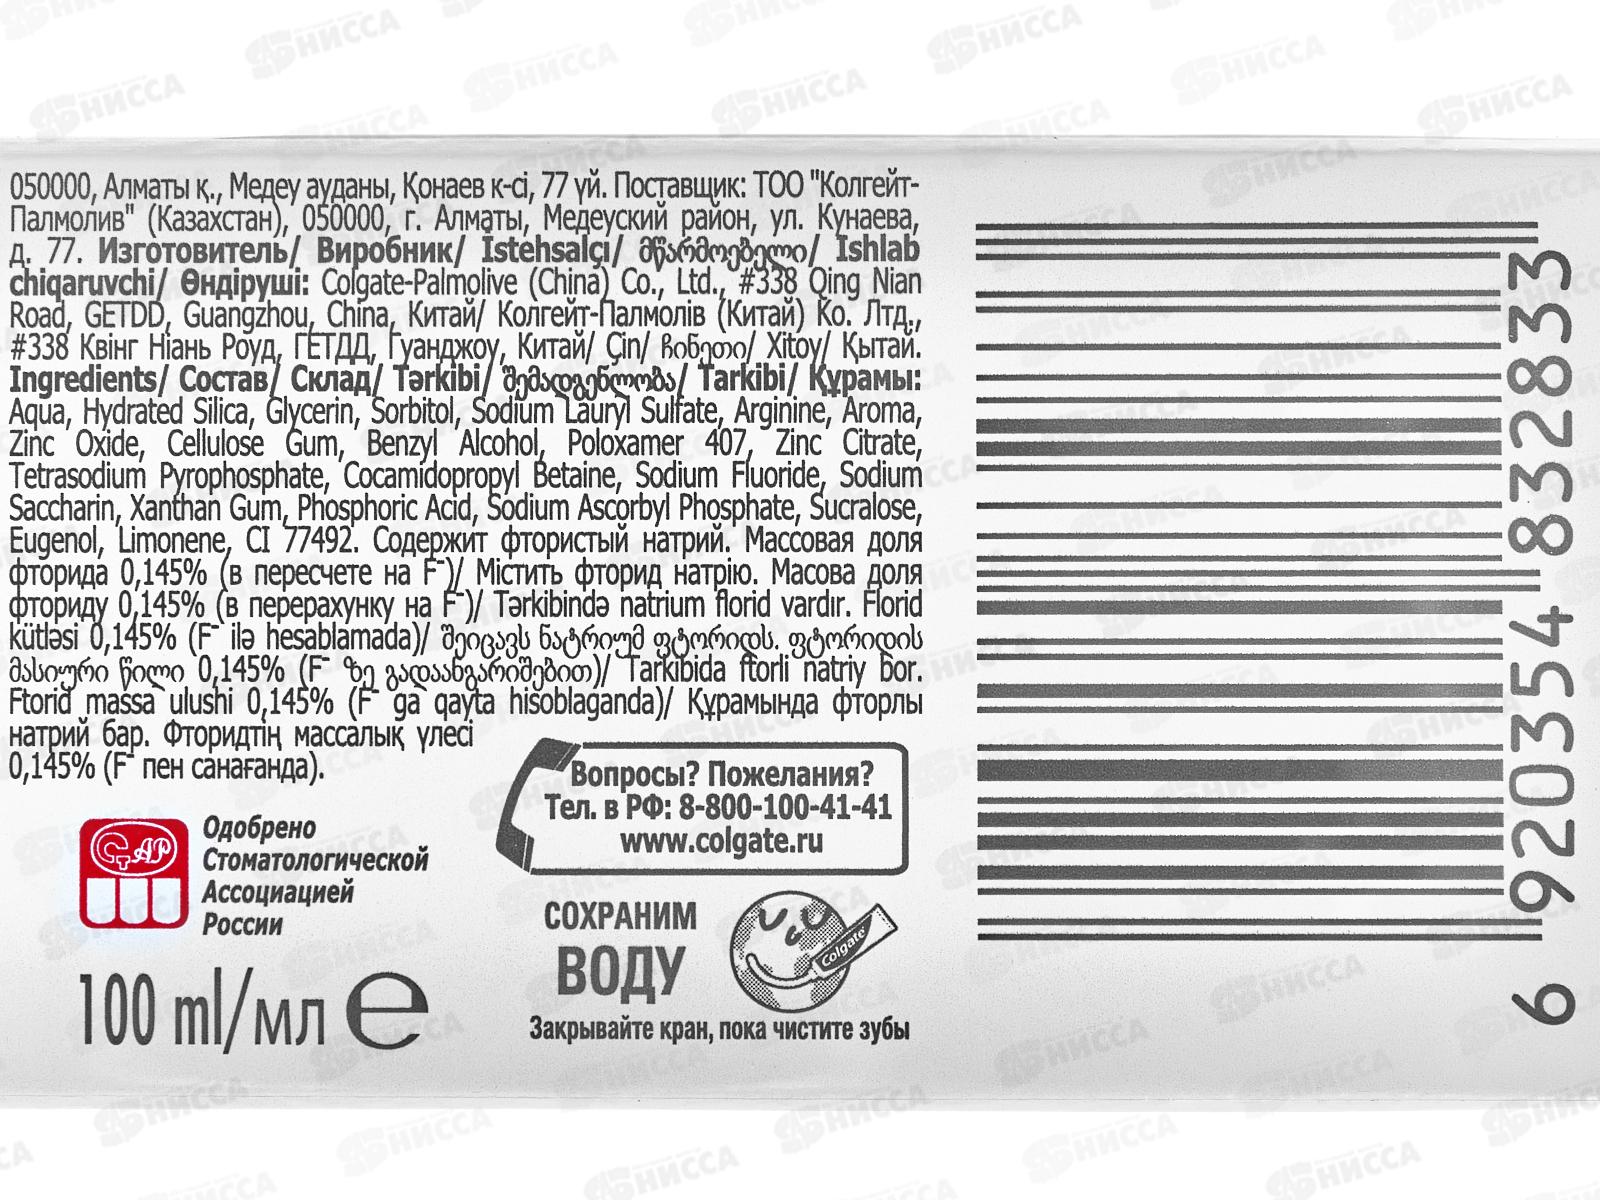 050000, Алматы қ., Медеу ауданы, Қонаев к-сі, 77 үй. Поставщик: ТОО "Колгейт-
Палмолив" (Казахстан), 050000, г. Алматы, Медеуский район, ул. Кунаева,
д. 77. Изготовитель/ Виробник/ İstehsalçı/ მწარმოებელი/ Ishlab
chiqaruvchi/ Өндіруші: Colgate-Palmolive (China) Co., Ltd., #338 Qing Nian
Road, GETDD, Guangzhou, China, Китай/ Колгейт-Палмолів (Китай) Ко. Лтд.,
#338 Квінг Ніань Роуд, ГЕТДД, Гуанджоу, Китай/ Çin/ ჩინეთი/ Xitoy/ Қытай.
Ingredients/ Состав/ Склад/ Tərkibi/ შემადგენლობა/ Tarkibi/ Құрамы:
Aqua, Hydrated Silica, Glycerin, Sorbitol, Sodium Lauryl Sulfate, Arginine, Aroma,
Zinc Oxide, Cellulose Gum, Benzyl Alcohol, Poloxamer 407, Zinc Citrate,
Tetrasodium Pyrophosphate, Cocamidopropyl Betaine, Sodium Fluoride, Sodium
Saccharin, Xanthan Gum, Phosphoric Acid, Sodium Ascorbyl Phosphate, Sucralose,
Eugenol, Limonene, CI 77492. Содержит фтористый натрий. Массовая доля
фторида 0,145% (в пересчете на F⁻)/ Містить фторид натрію. Масова доля
фториду 0,145% (в перерахунку на F⁻)/ Tərkibində natrium florid vardır. Florid
kütləsi 0,145% (F⁻ ilə hesablamada)/ შეიცავს ნატრიუმ ფტორიდს. ფტორიდის
მასიური წილი 0,145% (F⁻ ზე გადაანგარიშებით)/ Tarkibida ftorli natriy bor.
Ftorid massa ulushi 0,145% (F⁻ ga qayta hisoblaganda)/ Құрамында фторлы
натрий бар. Фторидтің массалық үлесі
0,145% (F⁻ пен санағанда).
Вопросы? Пожелания?
Тел. в РФ: 8-800-100-41-41
www.colgate.ru
СтАР
Одобрено
Стоматологической
Ассоциацией
России
100 ml/мл ℮
СОХРАНИМ
ВОДУ
Colgate
Закрывайте кран, пока чистите зубы
6 920354 832833
НИССА